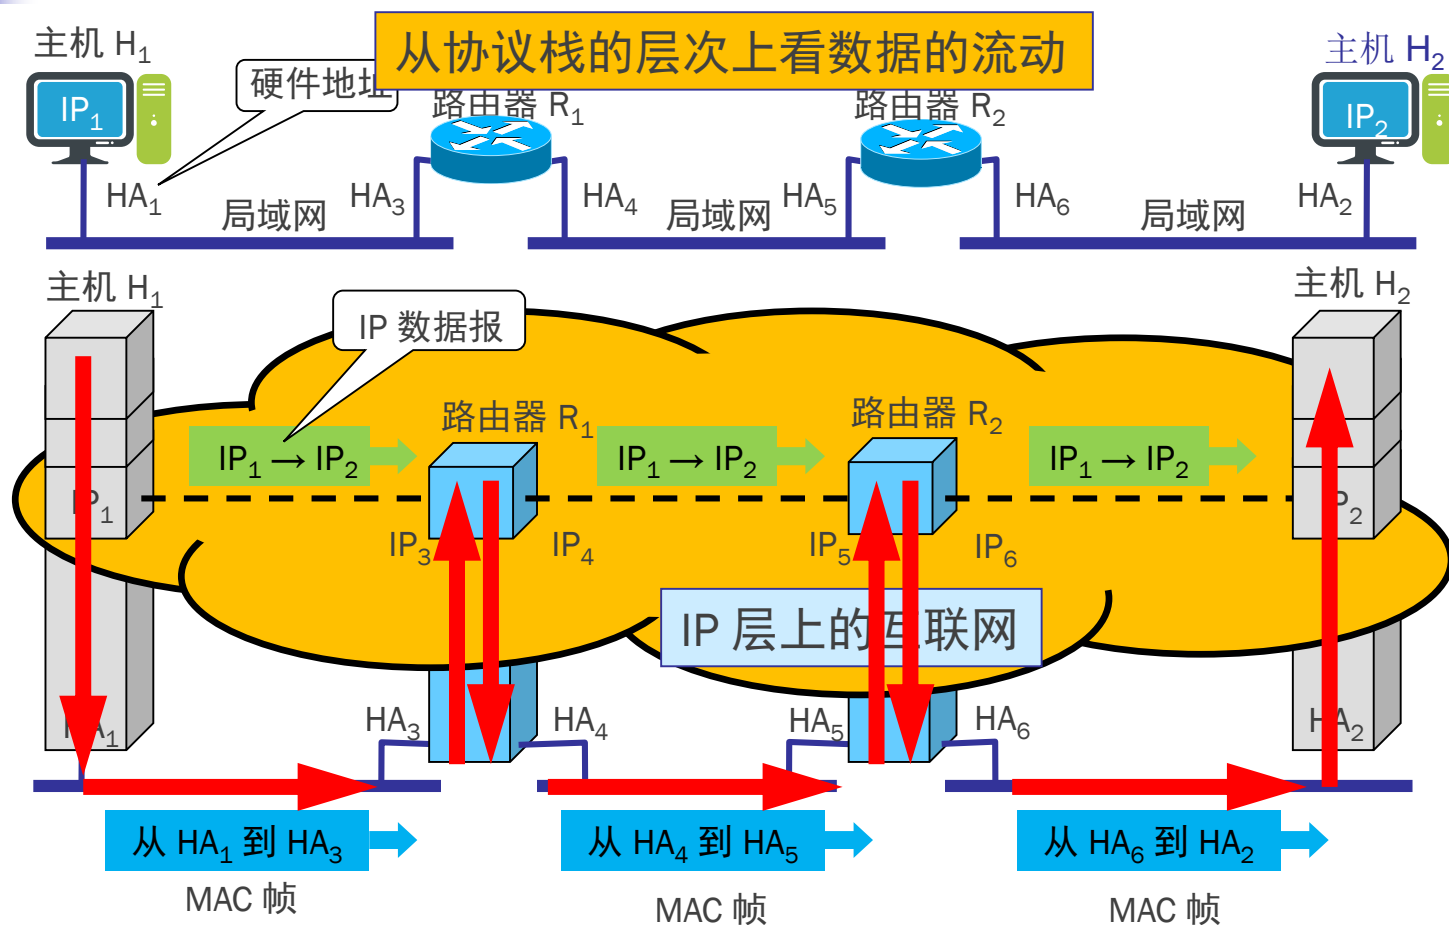 从协议栈的层次上看数据的流动
主机 H₁
主机 H₂
IP₁
硬件地址
路由器 R₁
路由器 R₂
IP₂
HA₁
局域网
HA₃
HA₄
局域网
HA₅
HA₆
局域网
HA₂
主机 H₁
主机 H₂
IP 数据报
路由器 R₁
路由器 R₂
IP₁ → IP₂
IP₁ → IP₂
IP₁ → IP₂
IP₁
IP₂
IP₃
IP₄
IP₅
IP₆
IP 层上的互联网
HA₁
HA₃
HA₄
HA₅
HA₆
HA₂
从 HA₁ 到 HA₃
从 HA₄ 到 HA₅
从 HA₆ 到 HA₂
MAC 帧
MAC 帧
MAC 帧